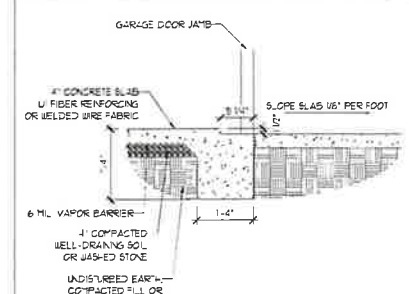 GARAGE DOOR JAMB
4" CONCRETE SLAB
W/ FIBER REINFORCING
OR WELDED WIRE FABRIC
SLOPE SLAB 1/8" PER FOOT
1/2"
1'-4"
6 MIL VAPOR BARRIER
4" COMPACTED
WELL-DRAINING SOIL
OR WASHED STONE
UNDISTURBED EARTH,
COMPACTED FILL OR